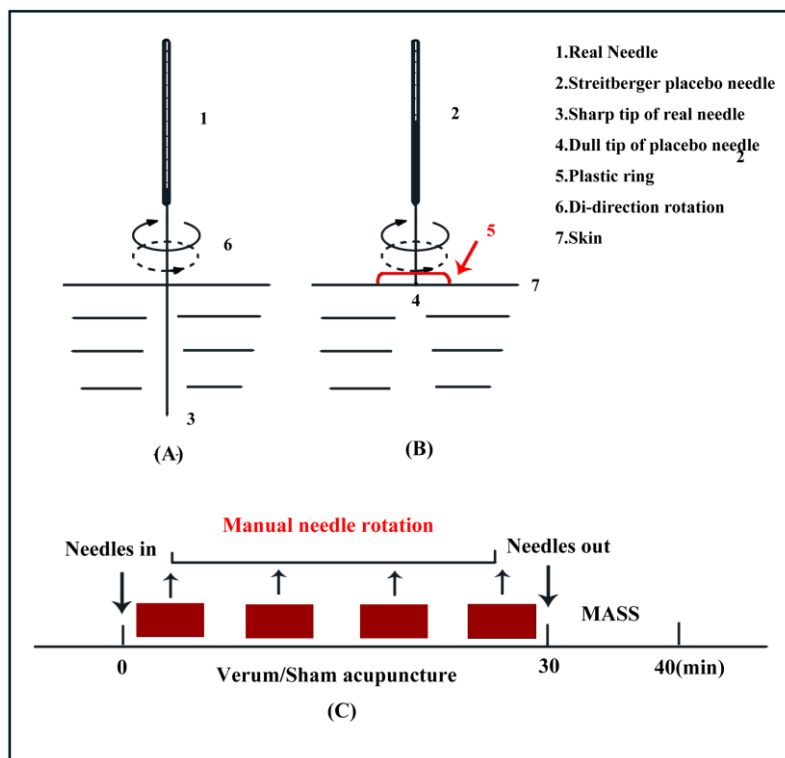 1
2
1.Real Needle
2.Streitberger placebo needle
3.Sharp tip of real needle
4.Dull tip of placebo needle
2
5.Plastic ring
6.Di-direction rotation
7.Skin
6
5
7
4
3
(A)
(B)
Manual needle rotation
Needles in
Needles out
MASS
0
Verum/Sham acupuncture
30
40(min)
(C)